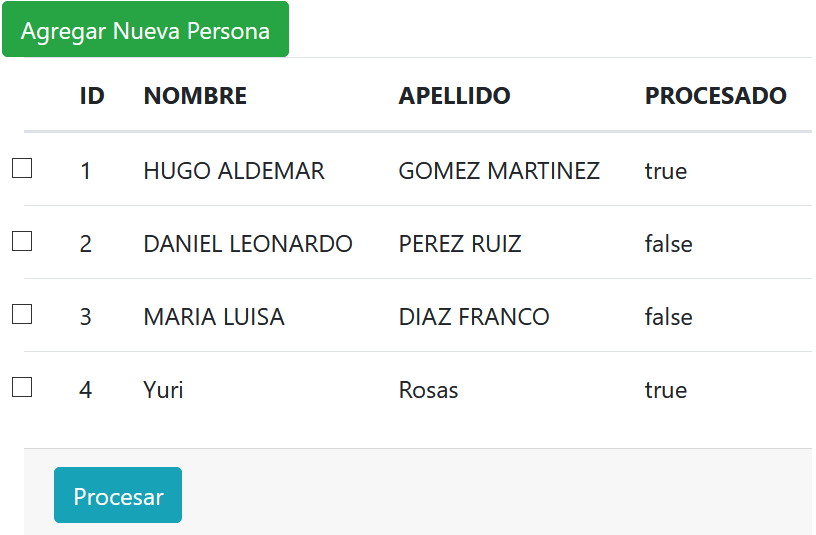 Agregar Nueva Persona
ID NOMBRE APELLIDO PROCESADO
1 HUGO ALDEMAR GOMEZ MARTINEZ true
2 DANIEL LEONARDO PEREZ RUIZ false
3 MARIA LUISA DIAZ FRANCO false
4 Yuri Rosas true
Procesar